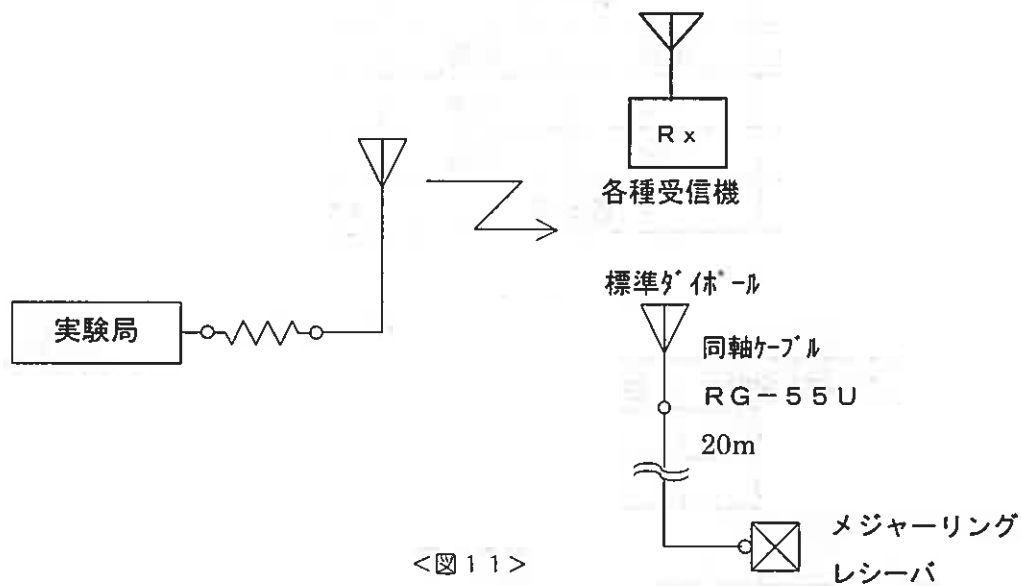 Ｒｘ
各種受信機
標準ﾀﾞｲﾎﾟｰﾙ
実験局
同軸ｹｰﾌﾞﾙ
ＲＧ－５５Ｕ
20m
メジャーリング
レシーバ
＜図１１＞